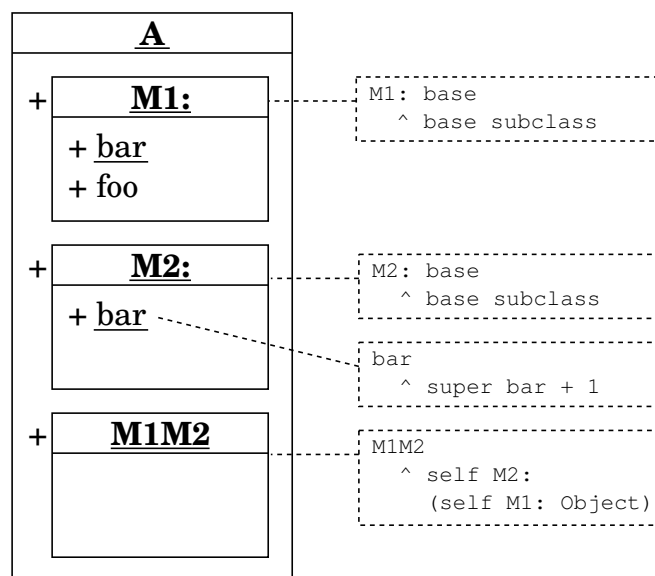 A
+ M1:
+ bar
+ foo
M1: base
^ base subclass
+ M2:
+ bar
M2: base
^ base subclass
bar
^ super bar + 1
+ M1M2
M1M2
^ self M2:
(self M1: Object)